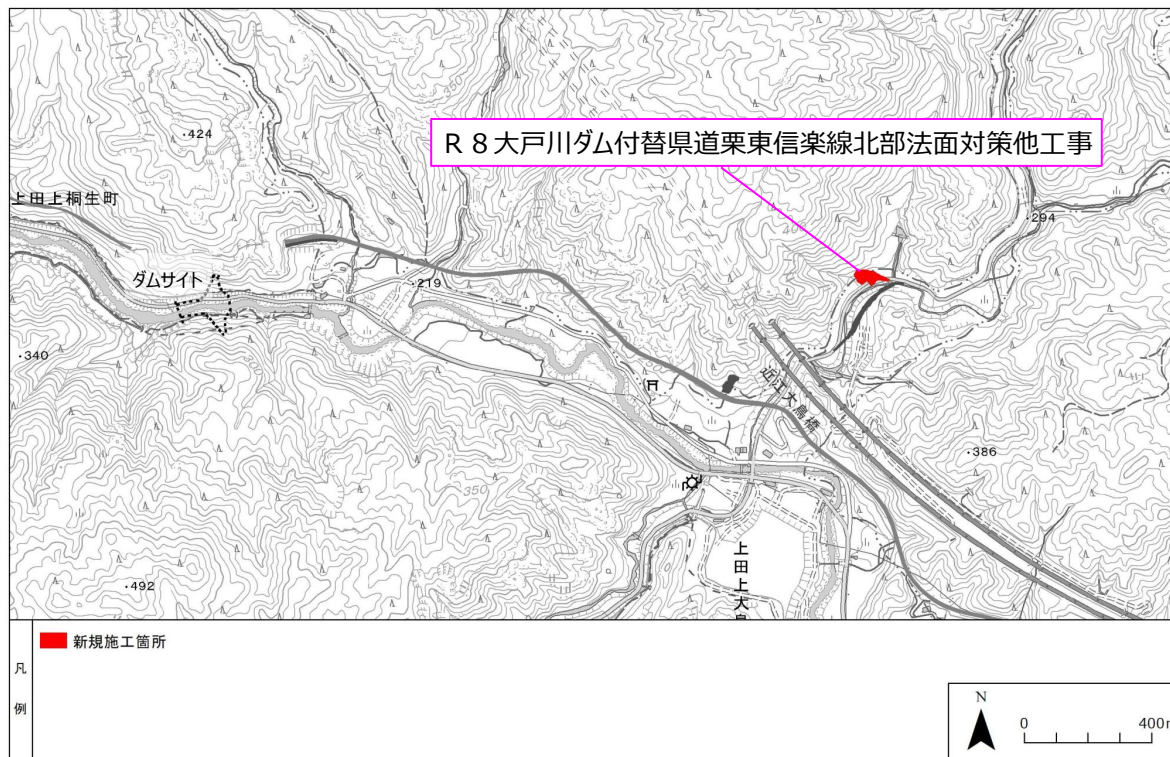 ・424
R8大戸川ダム付替県道栗東信楽線北部法面対策他工事
上田上桐生町
・294
ダムサイト
・219
・340
近江大鳥橋
・386
350
上田上大鳥
・492
新規施工箇所
凡例
N
0 400m